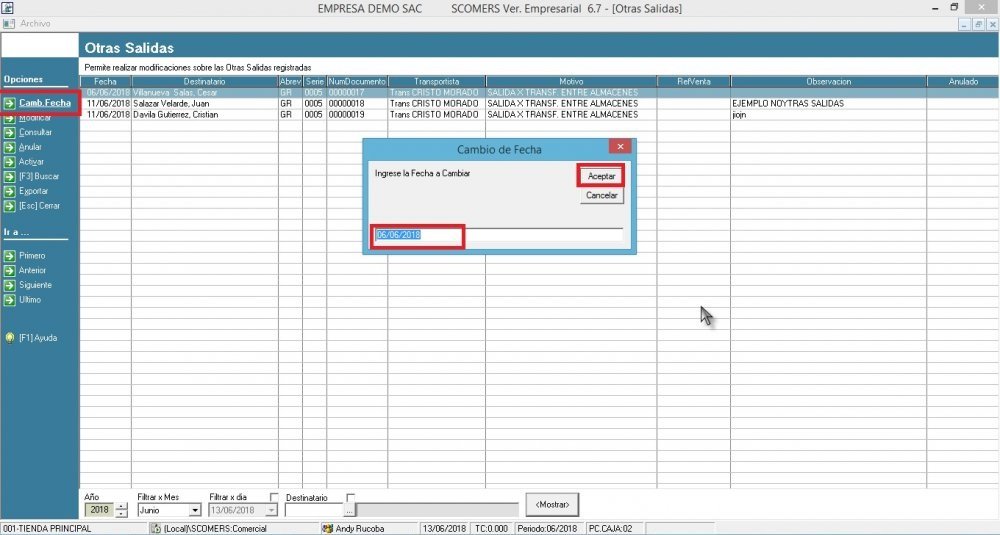 EMPRESA DEMO SAC SCOMERS Ver. Empresarial 6.7 - [Otras Salidas]
Archivo
Otras Salidas
Permite realizar modificaciones sobre las Otras Salidas registradas
Opciones
Camb.Fecha
Modificar
Consultar
Anular
Activar
[F3] Buscar
Exportar
[Esc] Cerrar
Ir a ...
Primero
Anterior
Siguiente
Ultimo
[F1] Ayuda
Fecha Destinatario Abrev Serie NumDocumento Transportista Motivo RefVenta Observacion Anulado
06/06/2018 Villanueva Salas, Cesar GR 0005 00000017 Trans CRISTO MORADO SALIDA X TRANSF. ENTRE ALMACENES
11/06/2018 Salazar Velarde, Juan GR 0005 00000018 Trans CRISTO MORADO SALIDA X TRANSF. ENTRE ALMACENES EJEMPLO NOYTRAS SALIDAS
11/06/2018 Davila Gutierrez, Cristian GR 0005 00000019 Trans CRISTO MORADO SALIDA X TRANSF. ENTRE ALMACENES jiojn
Cambio de Fecha
Ingrese la Fecha a Cambiar
Aceptar
Cancelar
06/06/2018
Año Filtrar x Mes Filtrar x dia Destinatario
2018 Junio 13/06/2018 ... <Mostrar>
001-TIENDA PRINCIPAL (Local)\SCOMERS:Comercial Andy Rucoba 13/06/2018 TC:0.000 Periodo:06/2018 PC.CAJA:02